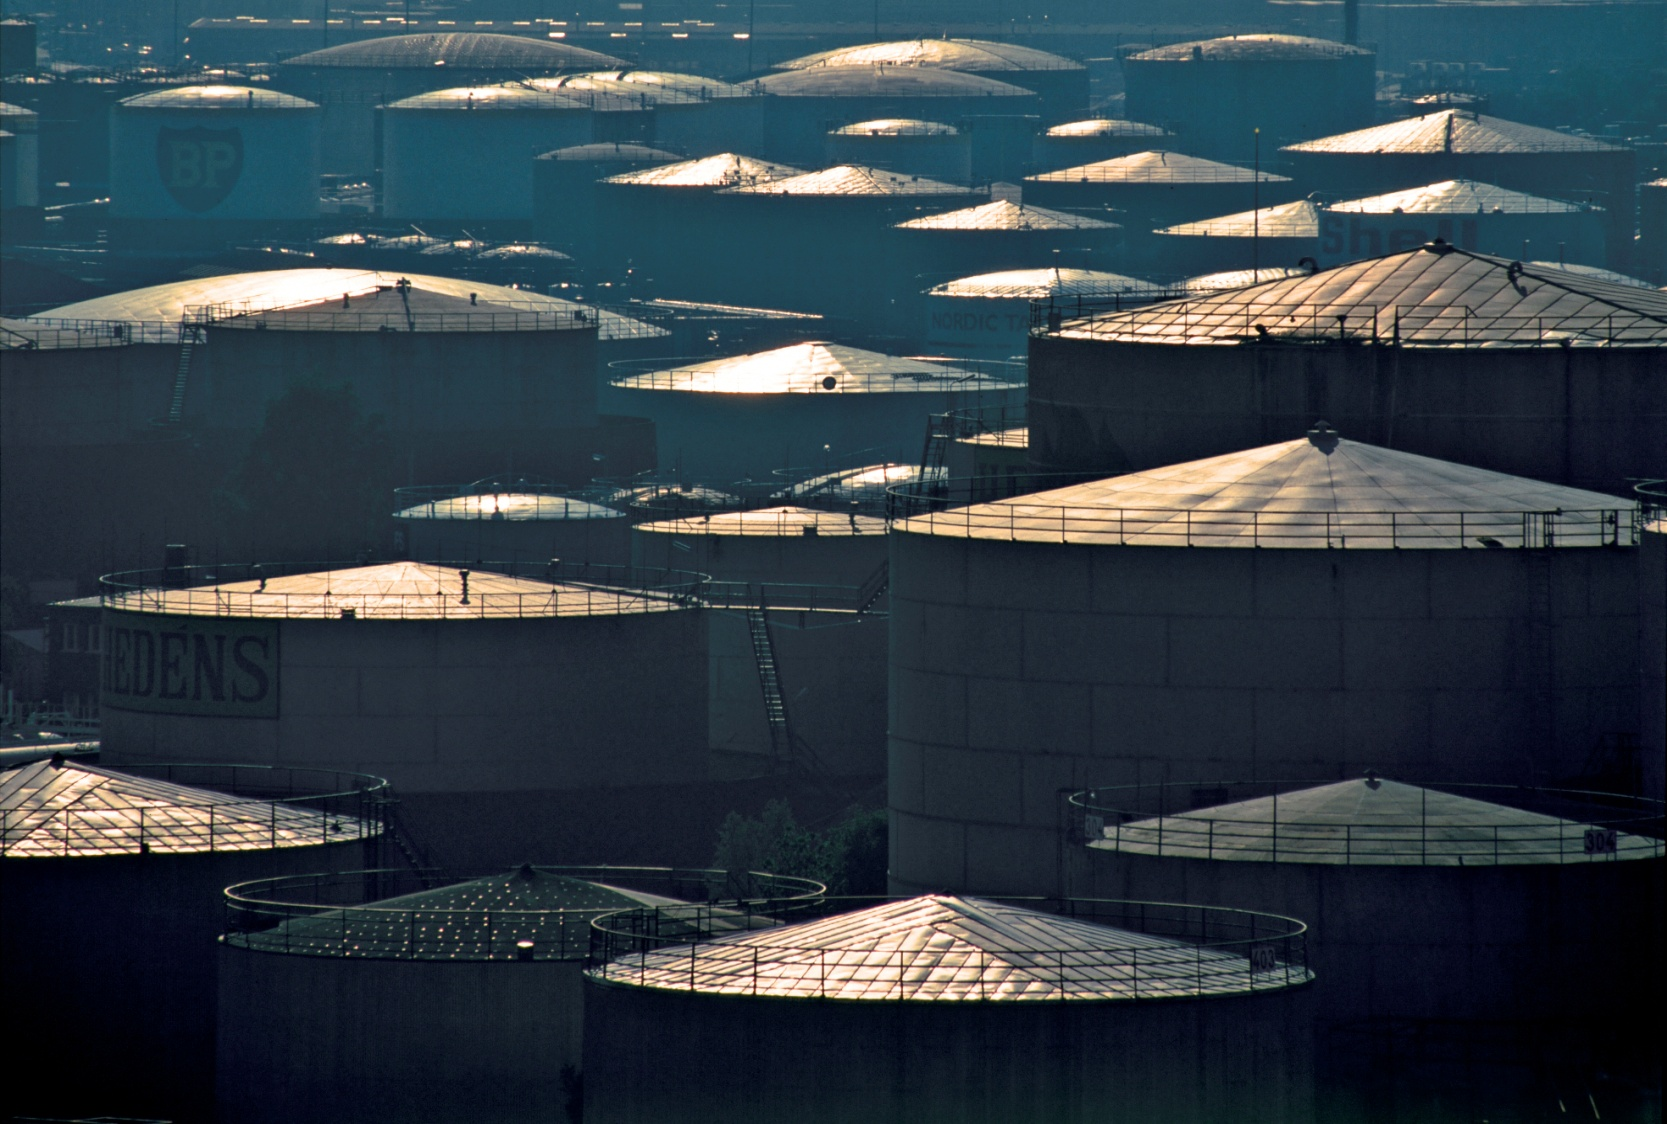 BP
Shell
NORDIC TA
HEDÉNS
304
403